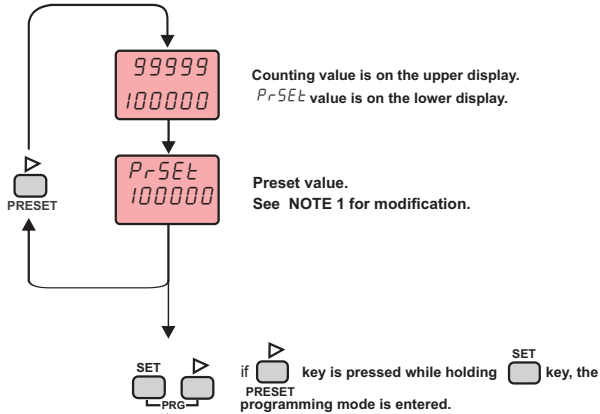 99999
100000
Counting value is on the upper display.
PrSEt value is on the lower display.
PrSEt
100000
Preset value.
See NOTE 1 for modification.
PRESET
SET
PRG
if PRESET key is pressed while holding SET key, the
programming mode is entered.